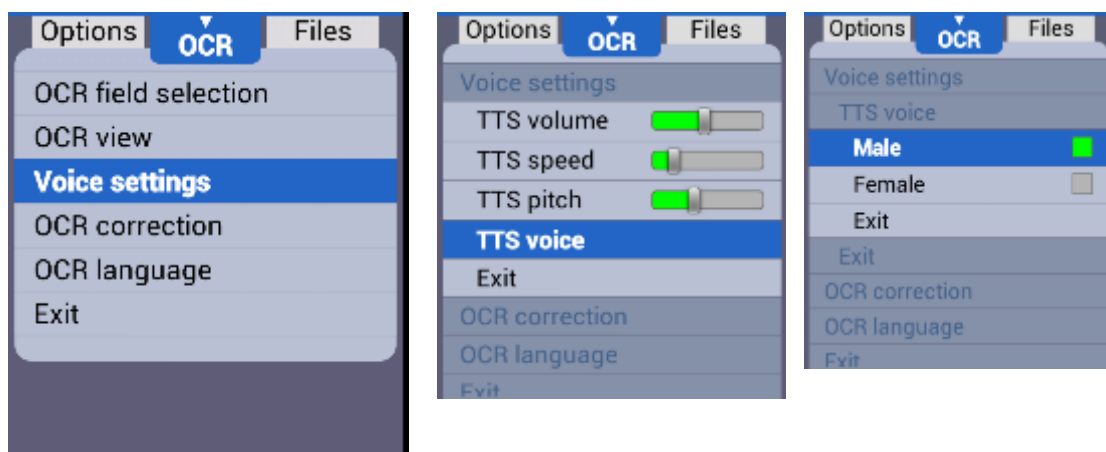 Options OCR Files
OCR field selection
OCR view
Voice settings
OCR correction
OCR language
Exit
Options OCR Files
Voice settings
TTS volume
TTS speed
TTS pitch
TTS voice
Exit
OCR correction
OCR language
Exit
Options OCR Files
Voice settings
TTS voice
Male
Female
Exit
Exit
OCR correction
OCR language
Exit